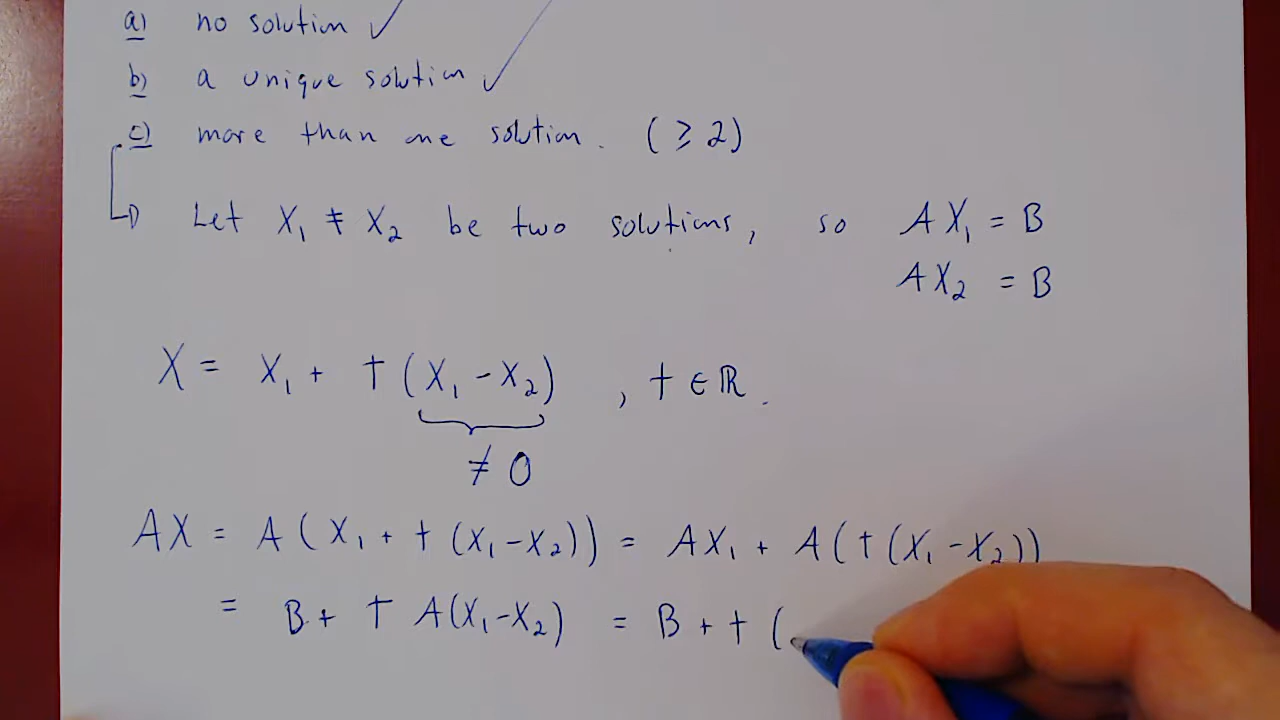 a) no solution ✓
b) a unique solution ✓
c) more than one solution. (≥ 2)
Let X₁ ≠ X₂ be two solutions, so AX₁ = B
AX₂ = B
X = X₁ + t(X₁ - X₂), t ∈ ℝ.
≠ 0
AX = A(X₁ + t(X₁-X₂)) = AX₁ + A(t(X₁-X₂))
= B + t A(X₁-X₂) = B + t (